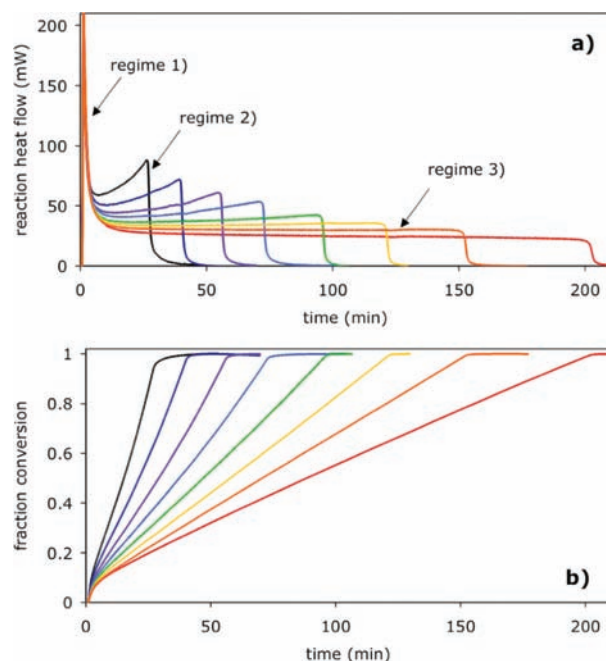 200
150
100
50
0
reaction heat flow (mW)
a)
regime 1)
regime 2)
regime 3)
0 50 100 150 200
time (min)
1
0.8
0.6
0.4
0.2
0
fraction conversion
b)
0 50 100 150 200
time (min)